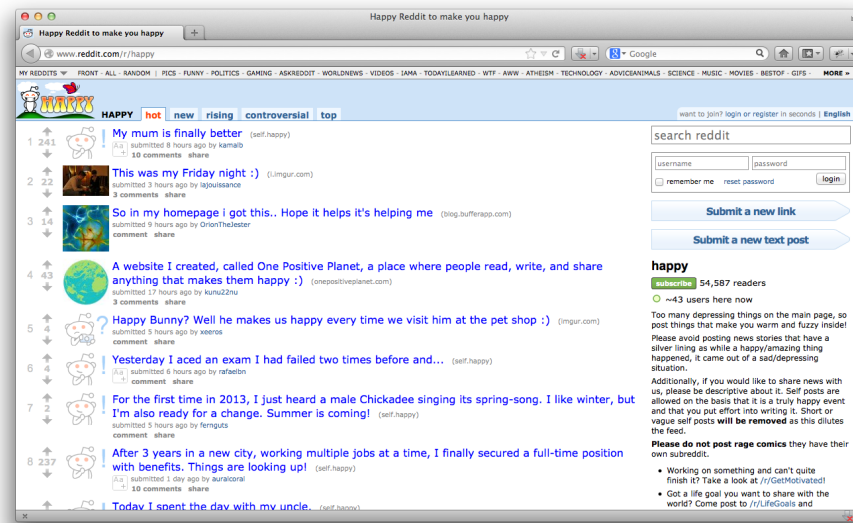 Happy Reddit to make you happy
Happy Reddit to make you happy
www.reddit.com/r/happy
Google
MY REDDITS FRONT - ALL - RANDOM | PICS - FUNNY - POLITICS - GAMING - ASKREDDIT - WORLDNEWS - VIDEOS - IAMA - TODAYILEARNED - WTF - AWW - ATHEISM - TECHNOLOGY - ADVICEANIMALS - SCIENCE - MUSIC - MOVIES - BESTOF - GIFS - MORE »
HAPPY
HAPPY hot new rising controversial top
want to join? login or register in seconds | English
1 241 My mum is finally better (self.happy)
submitted 8 hours ago by kamalb
Aa+ 10 comments share
2 22 This was my Friday night :) (i.imgur.com)
submitted 3 hours ago by lajouissance
3 comments share
3 14 So in my homepage i got this.. Hope it helps it's helping me (blog.bufferapp.com)
submitted 9 hours ago by OrionTheJester
comment share
4 43 A website I created, called One Positive Planet, a place where people read, write, and share
anything that makes them happy :) (onepositiveplanet.com)
submitted 17 hours ago by kunu22nu
3 comments share
5 4 Happy Bunny? Well he makes us happy every time we visit him at the pet shop :) (imgur.com)
submitted 5 hours ago by xeeros
comment share
6 4 Yesterday I aced an exam I had failed two times before and... (self.happy)
submitted 6 hours ago by rafaelbn
Aa+ comment share
7 2 For the first time in 2013, I just heard a male Chickadee singing its spring-song. I like winter, but
I'm also ready for a change. Summer is coming! (self.happy)
submitted 5 hours ago by fernguts
comment share
8 237 After 3 years in a new city, working multiple jobs at a time, I finally secured a full-time position
with benefits. Things are looking up! (self.happy)
submitted 1 day ago by auralcoral
Aa+ 10 comments share
Today I spent the day with my uncle. (self.happy)
search reddit
username password
remember me reset password login
Submit a new link
Submit a new text post
happy
subscribe 54,587 readers
~43 users here now
Too many depressing things on the main page, so
post things that make you warm and fuzzy inside!
Please avoid posting news stories that have a
silver lining as while a happy/amazing thing
happened, it came out of a sad/depressing
situation.
Additionally, if you would like to share news with
us, please be descriptive about it. Self posts are
allowed on the basis that it is a truly happy event
and that you put effort into writing it. Short or
vague self posts will be removed as this dilutes
the feed.
Please do not post rage comics they have their
own subreddit.
• Working on something and can't quite
finish it? Take a look at /r/GetMotivated!
• Got a life goal you want to share with the
world? Come post to /r/LifeGoals and